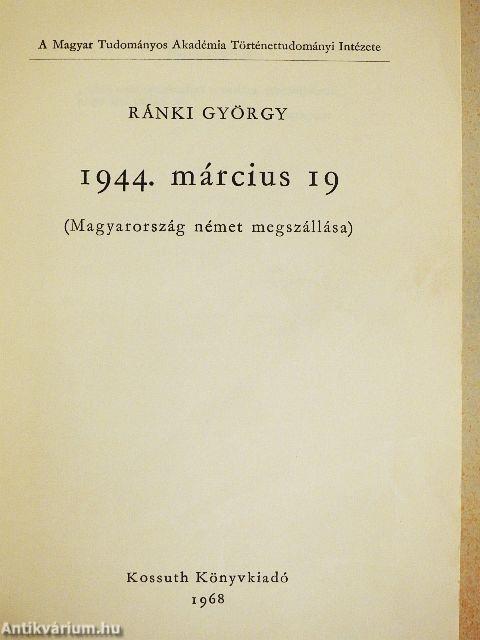 A Magyar Tudományos Akadémia Történettudományi Intézete
RÁNKI GYÖRGY
1944. március 19
(Magyarország német megszállása)
Kossuth Könyvkiadó
1968
Antikvárium.hu